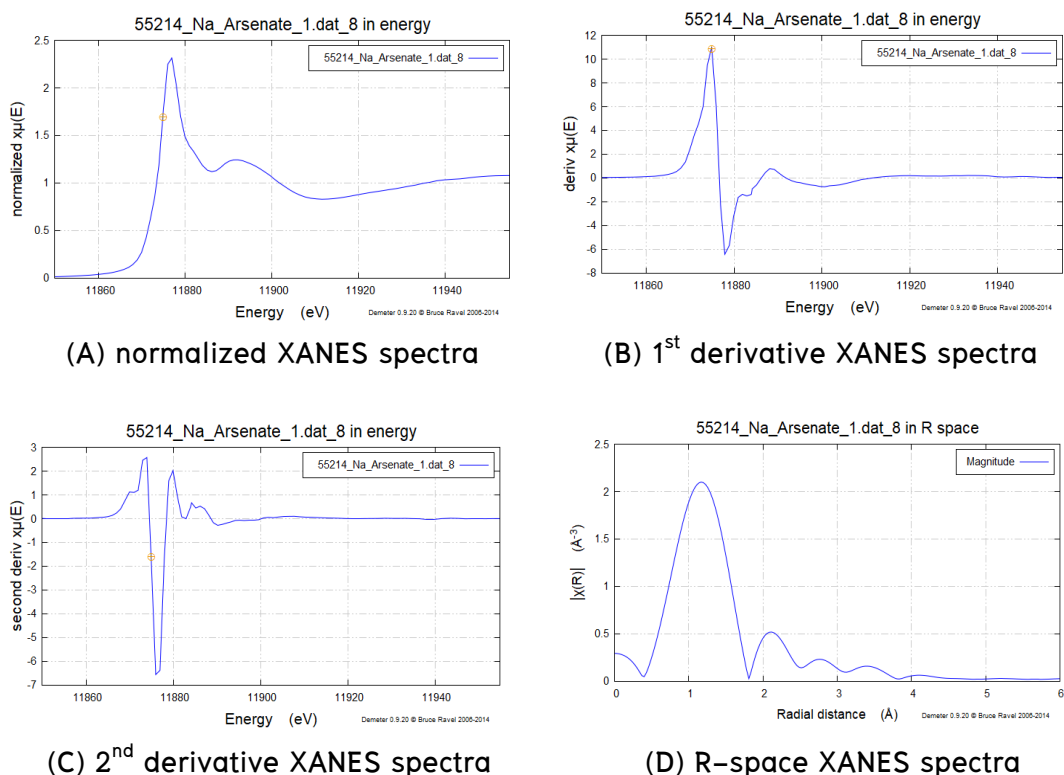 55214_Na_Arsenate_1.dat_8 in energy
55214_Na_Arsenate_1.dat_8
normalized xμ(E)
2.5
2
1.5
1
0.5
0
11860 11880 11900 11920 11940
Energy (eV)
Demeter 0.9.20 © Bruce Ravel 2006-2014
(A) normalized XANES spectra
55214_Na_Arsenate_1.dat_8 in energy
55214_Na_Arsenate_1.dat_8
deriv xμ(E)
12
10
8
6
4
2
0
-2
-4
-6
-8
11860 11880 11900 11920 11940
Energy (eV)
Demeter 0.9.20 © Bruce Ravel 2006-2014
(B) 1st derivative XANES spectra
55214_Na_Arsenate_1.dat_8 in energy
55214_Na_Arsenate_1.dat_8
second deriv xμ(E)
3
2
1
0
-1
-2
-3
-4
-5
-6
-7
11860 11880 11900 11920 11940
Energy (eV)
Demeter 0.9.20 © Bruce Ravel 2006-2014
(C) 2nd derivative XANES spectra
55214_Na_Arsenate_1.dat_8 in R space
Magnitude
|χ(R)| (Å-3)
2.5
2
1.5
1
0.5
0
0 1 2 3 4 5 6
Radial distance (Å)
Demeter 0.9.20 © Bruce Ravel 2006-2014
(D) R-space XANES spectra